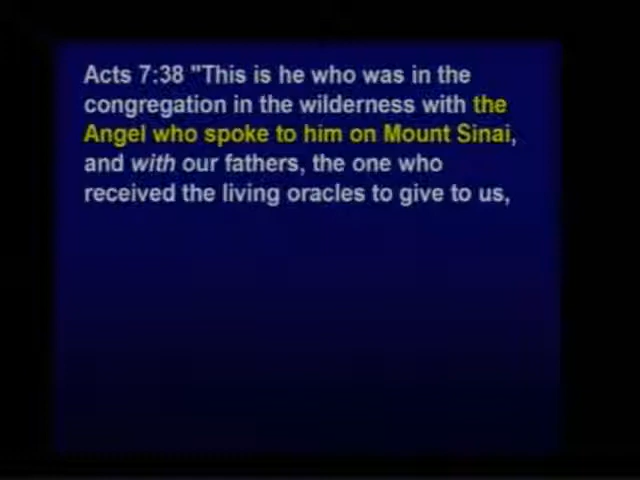 Acts 7:38 "This is he who was in the
congregation in the wilderness with the
Angel who spoke to him on Mount Sinai,
and with our fathers, the one who
received the living oracles to give to us,